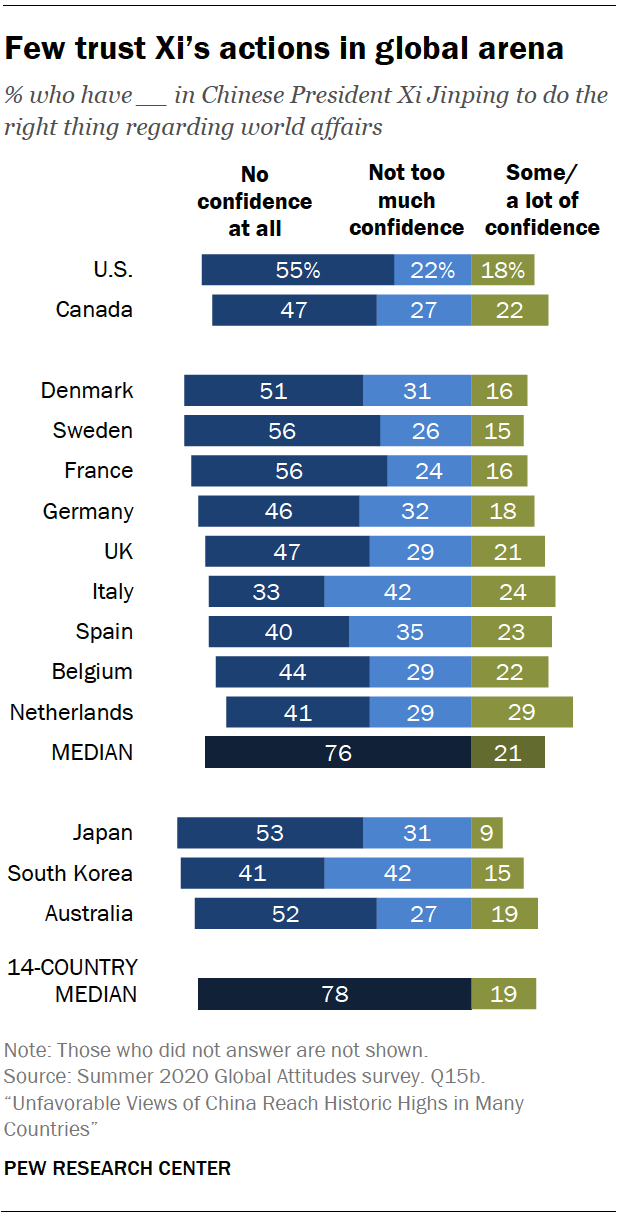 Few trust Xi's actions in global arena
% who have __ in Chinese President Xi Jinping to do the
right thing regarding world affairs
No confidence at all
Not too much confidence
Some/ a lot of confidence
U.S. 55% 22% 18%
Canada 47 27 22
Denmark 51 31 16
Sweden 56 26 15
France 56 24 16
Germany 46 32 18
UK 47 29 21
Italy 33 42 24
Spain 40 35 23
Belgium 44 29 22
Netherlands 41 29 29
MEDIAN 76 21
Japan 53 31 9
South Korea 41 42 15
Australia 52 27 19
14-COUNTRY
MEDIAN 78 19
Note: Those who did not answer are not shown.
Source: Summer 2020 Global Attitudes survey. Q15b.
“Unfavorable Views of China Reach Historic Highs in Many
Countries”
PEW RESEARCH CENTER